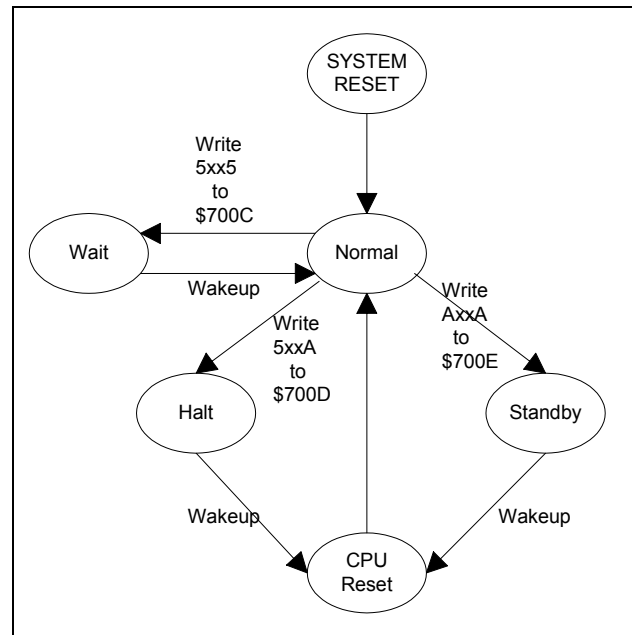 SYSTEM
RESET
Write
5xx5
to
$700C
Wait
Normal
Wakeup
Write
5xxA
to
$700D
Write
AxxA
to
$700E
Halt
Standby
Wakeup
Wakeup
CPU
Reset